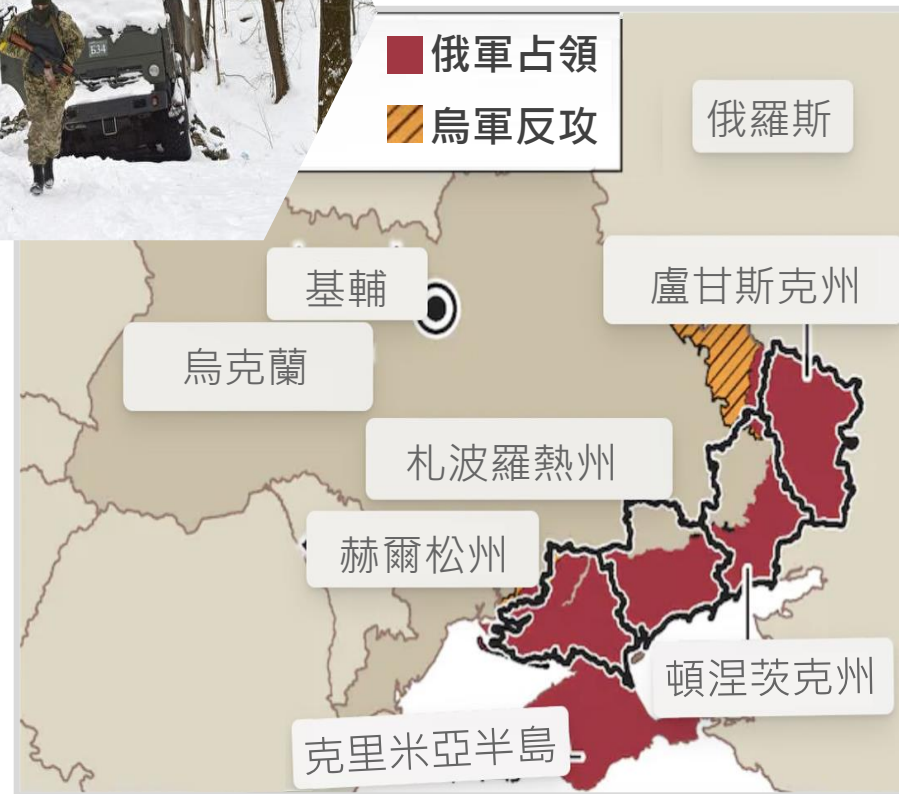 Б34
俄軍占領
烏軍反攻
俄羅斯
基輔
盧甘斯克州
烏克蘭
札波羅熱州
赫爾松州
頓涅茨克州
克里米亞半島